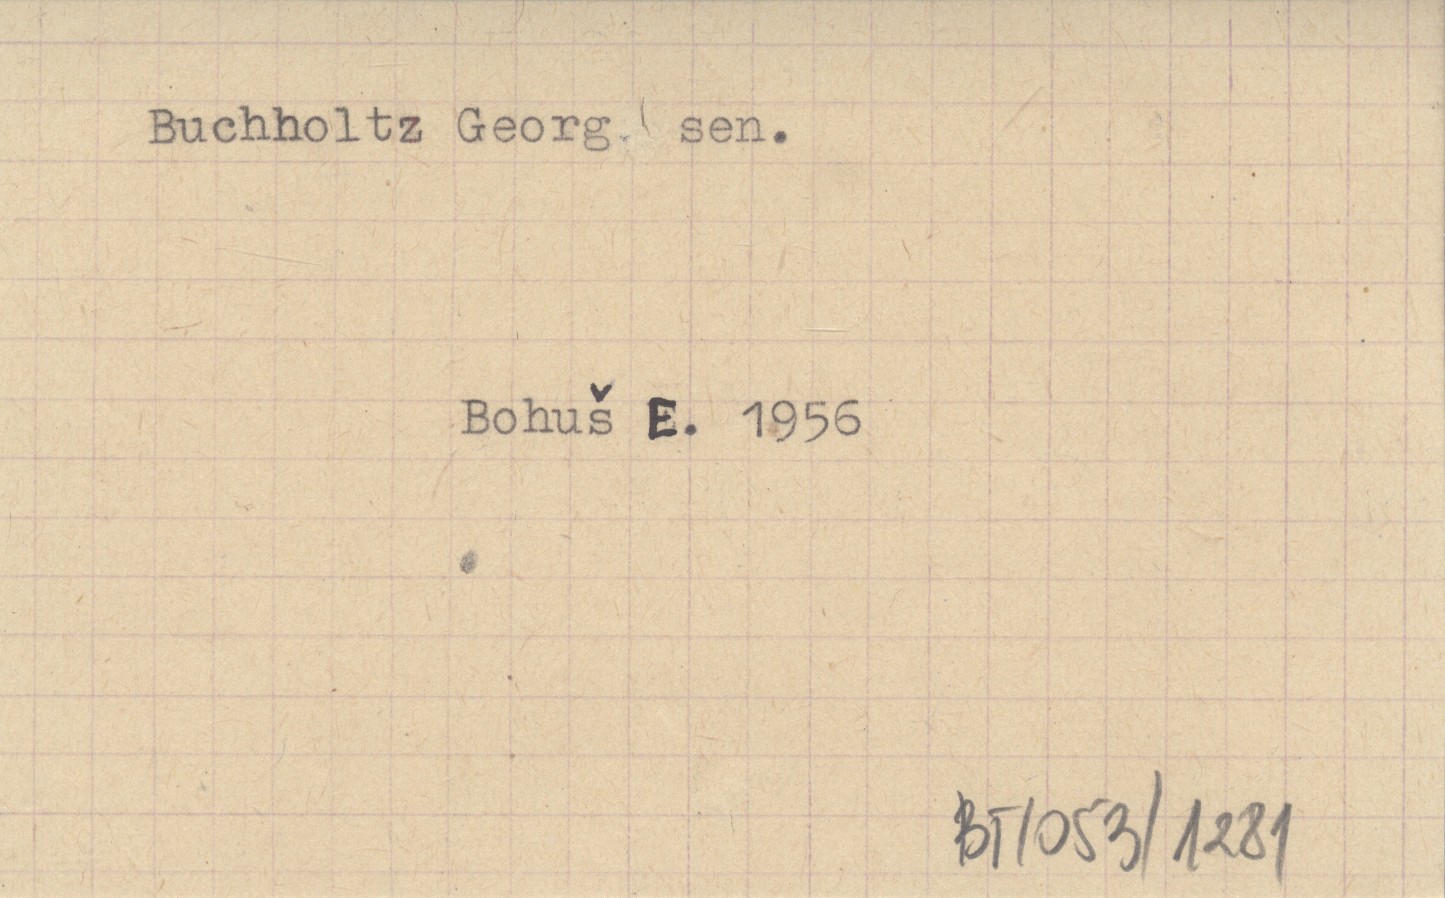 Buchholtz Georg sen.
Bohuš E. 1956
BT/053/1281